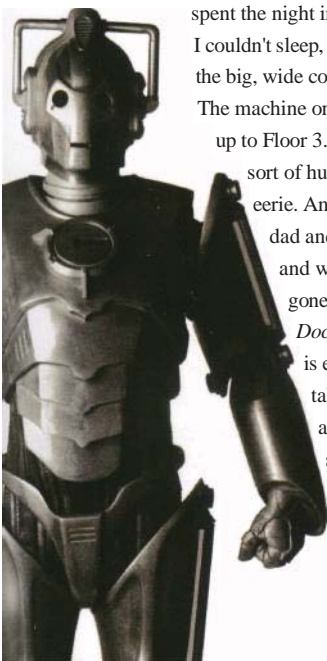 spent the night i
I couldn't sleep,
the big, wide co
The machine or
up to Floor 3.
sort of hu
eerie. An
dad and
and w
gone
Doc
is e
ta
a